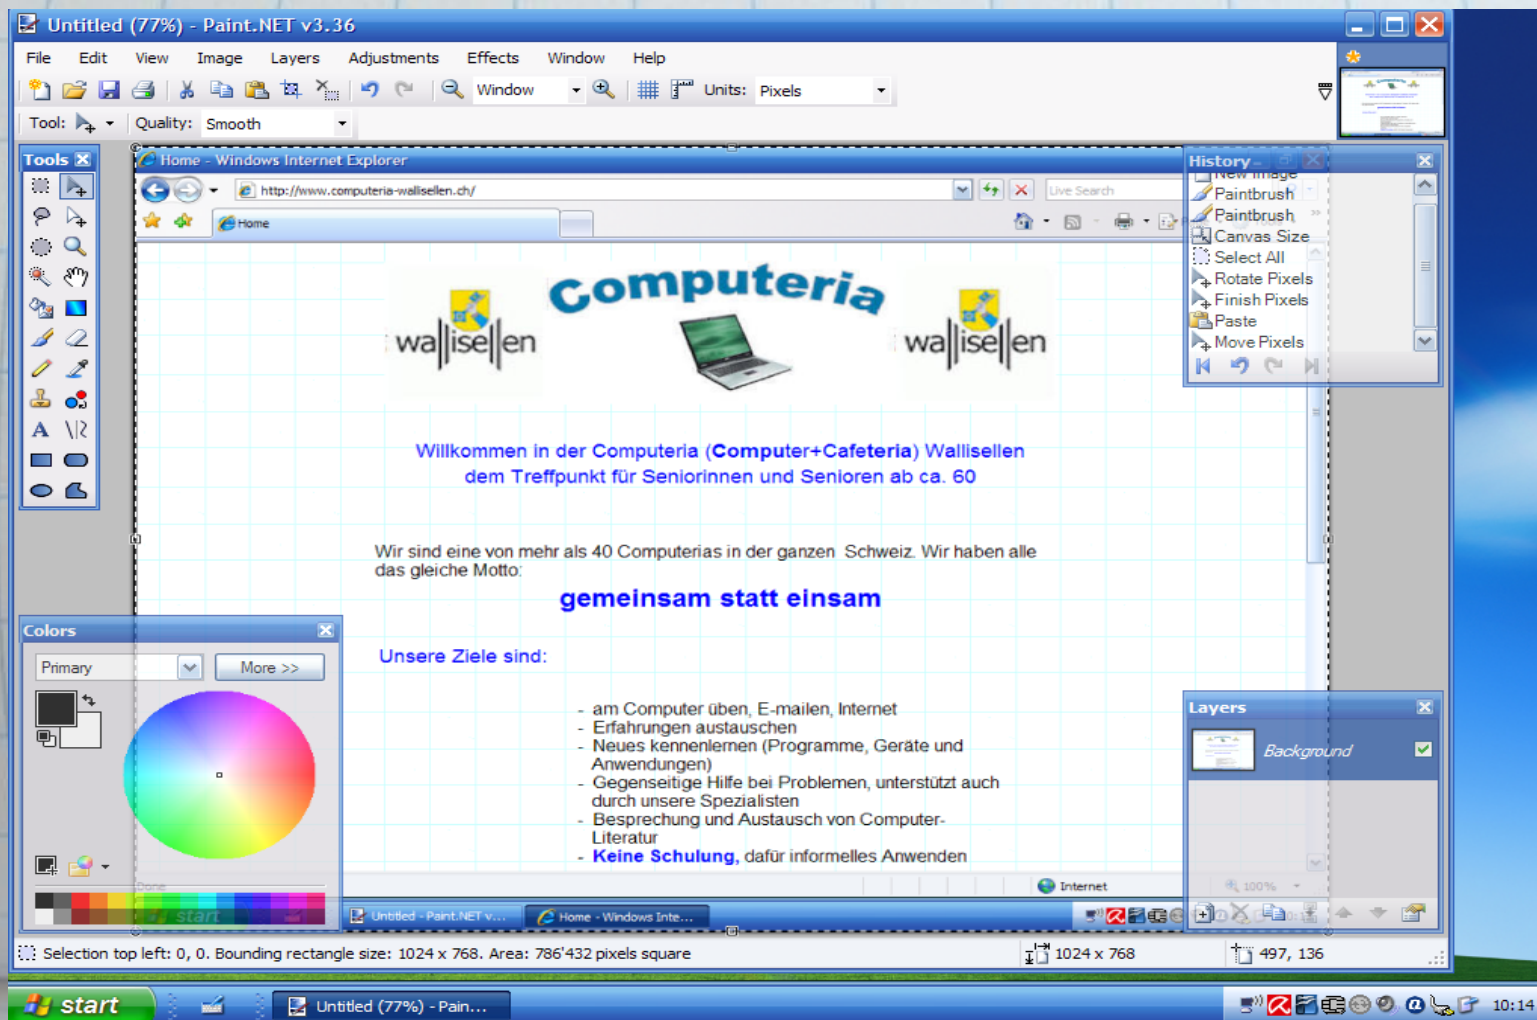 Untitled (77%) - Paint.NET v3.36
File Edit View Image Layers Adjustments Effects Window Help
Window Units: Pixels
Tool: Quality: Smooth
Tools
Home - Windows Internet Explorer
http://www.computeria-wallisellen.ch/
Live Search
Home
History
New Image
Paintbrush
Paintbrush
Canvas Size
Select All
Rotate Pixels
Finish Pixels
Paste
Move Pixels
Computeria
wallisellen
wallisellen
Willkommen in der Computeria (Computer+Cafeteria) Wallisellen
dem Treffpunkt für Seniorinnen und Senioren ab ca. 60
Wir sind eine von mehr als 40 Computerias in der ganzen Schweiz. Wir haben alle
das gleiche Motto:
gemeinsam statt einsam
Unsere Ziele sind:
- am Computer üben, E-mailen, Internet
- Erfahrungen austauschen
- Neues kennenlernen (Programme, Geräte und
Anwendungen)
- Gegenseitige Hilfe bei Problemen, unterstützt auch
durch unsere Spezialisten
- Besprechung und Austausch von Computer-
Literatur
- Keine Schulung, dafür informelles Anwenden
Colors
Primary
More >>
Layers
Background
Done
Internet
100%
start
Untitled - Paint.NET v...
Home - Windows Inte...
Selection top left: 0, 0. Bounding rectangle size: 1024 x 768. Area: 786'432 pixels square
1024 x 768
497, 136
start
Untitled (77%) - Pain...
10:14